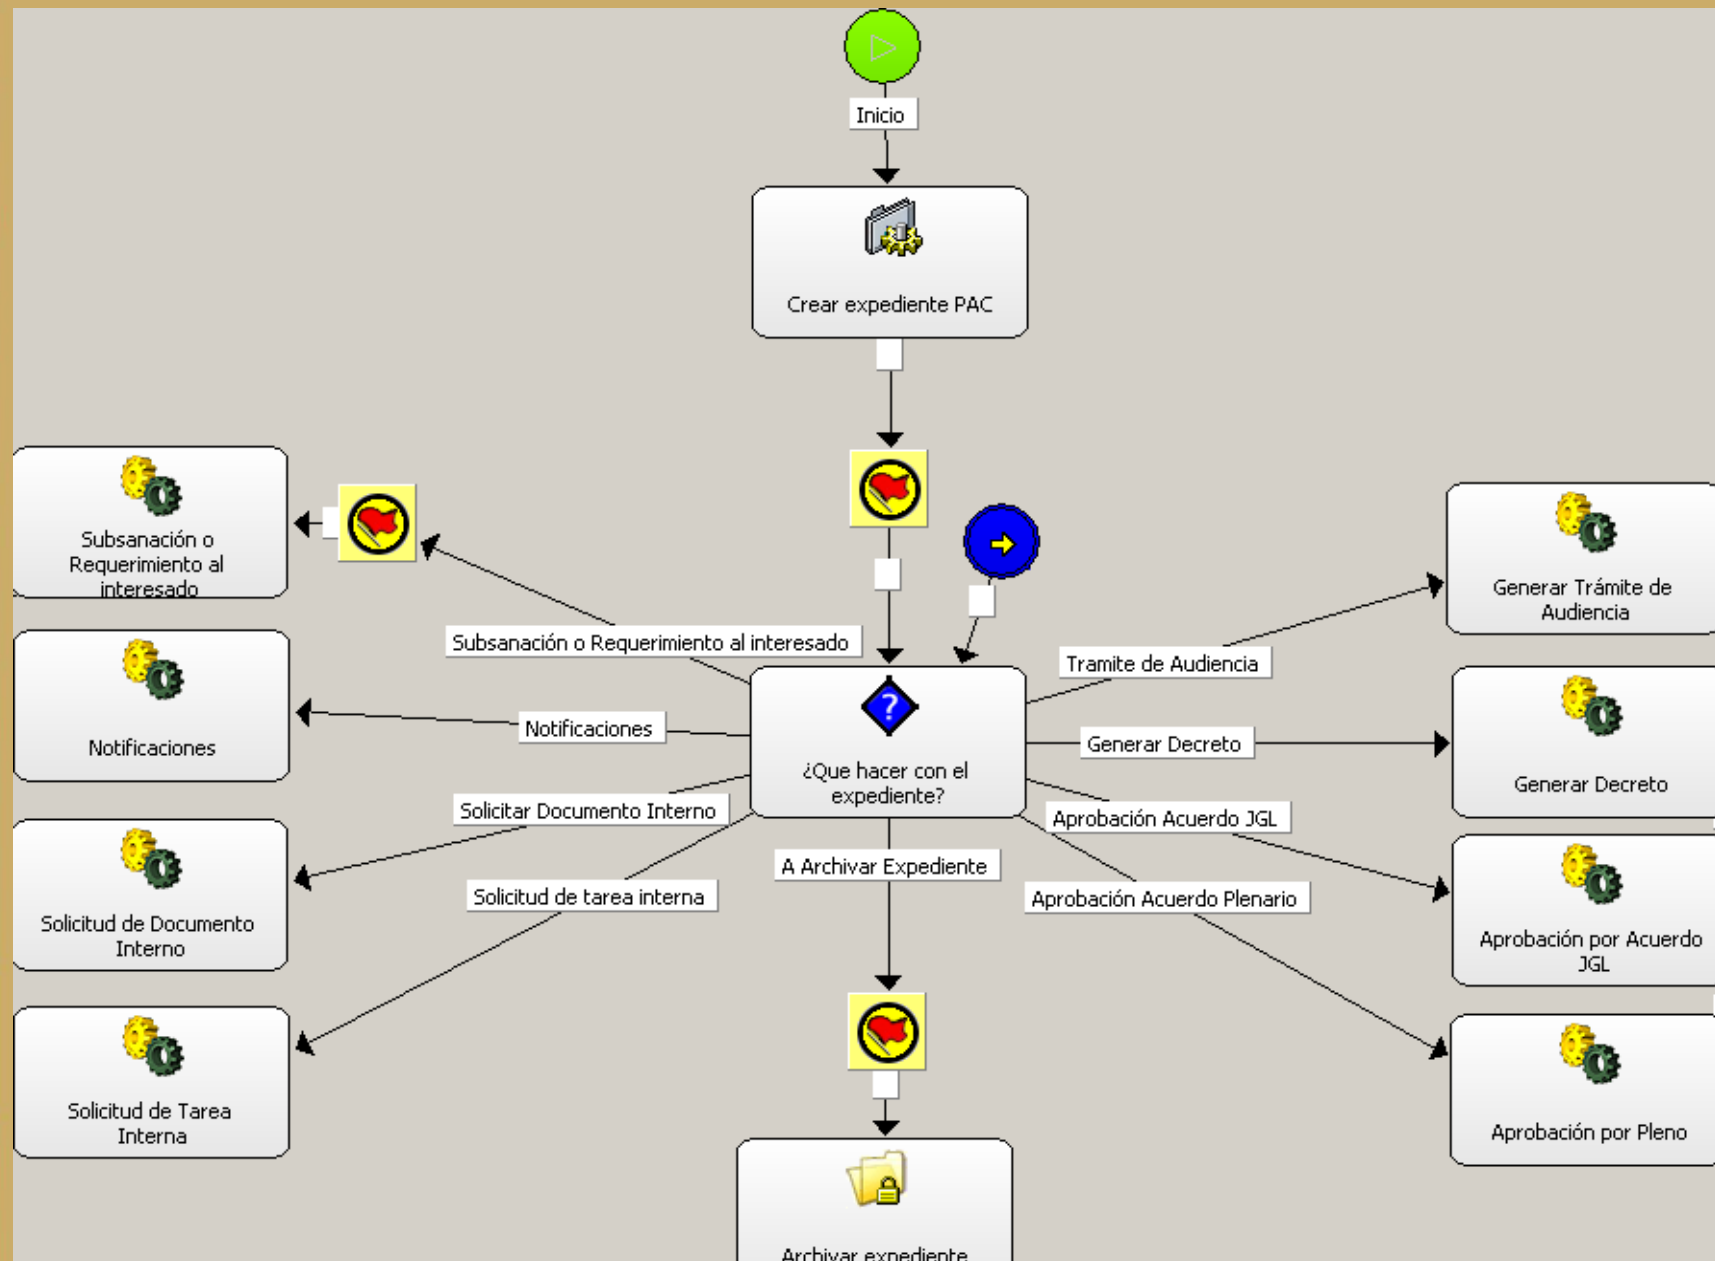 Inicio
Crear expediente PAC
Subsanación o
Requerimiento al
interesado
Generar Trámite de
Audiencia
Subsanación o Requerimiento al interesado
Tramite de Audiencia
Notificaciones
Notificaciones
?
¿Que hacer con el
expediente?
Generar Decreto
Generar Decreto
Solicitar Documento Interno
Aprobación Acuerdo JGL
A Archivar Expediente
Solicitud de tarea interna
Aprobación Acuerdo Plenario
Solicitud de Documento
Interno
Aprobación por Acuerdo
JGL
Solicitud de Tarea
Interna
Aprobación por Pleno
Archivar expediente